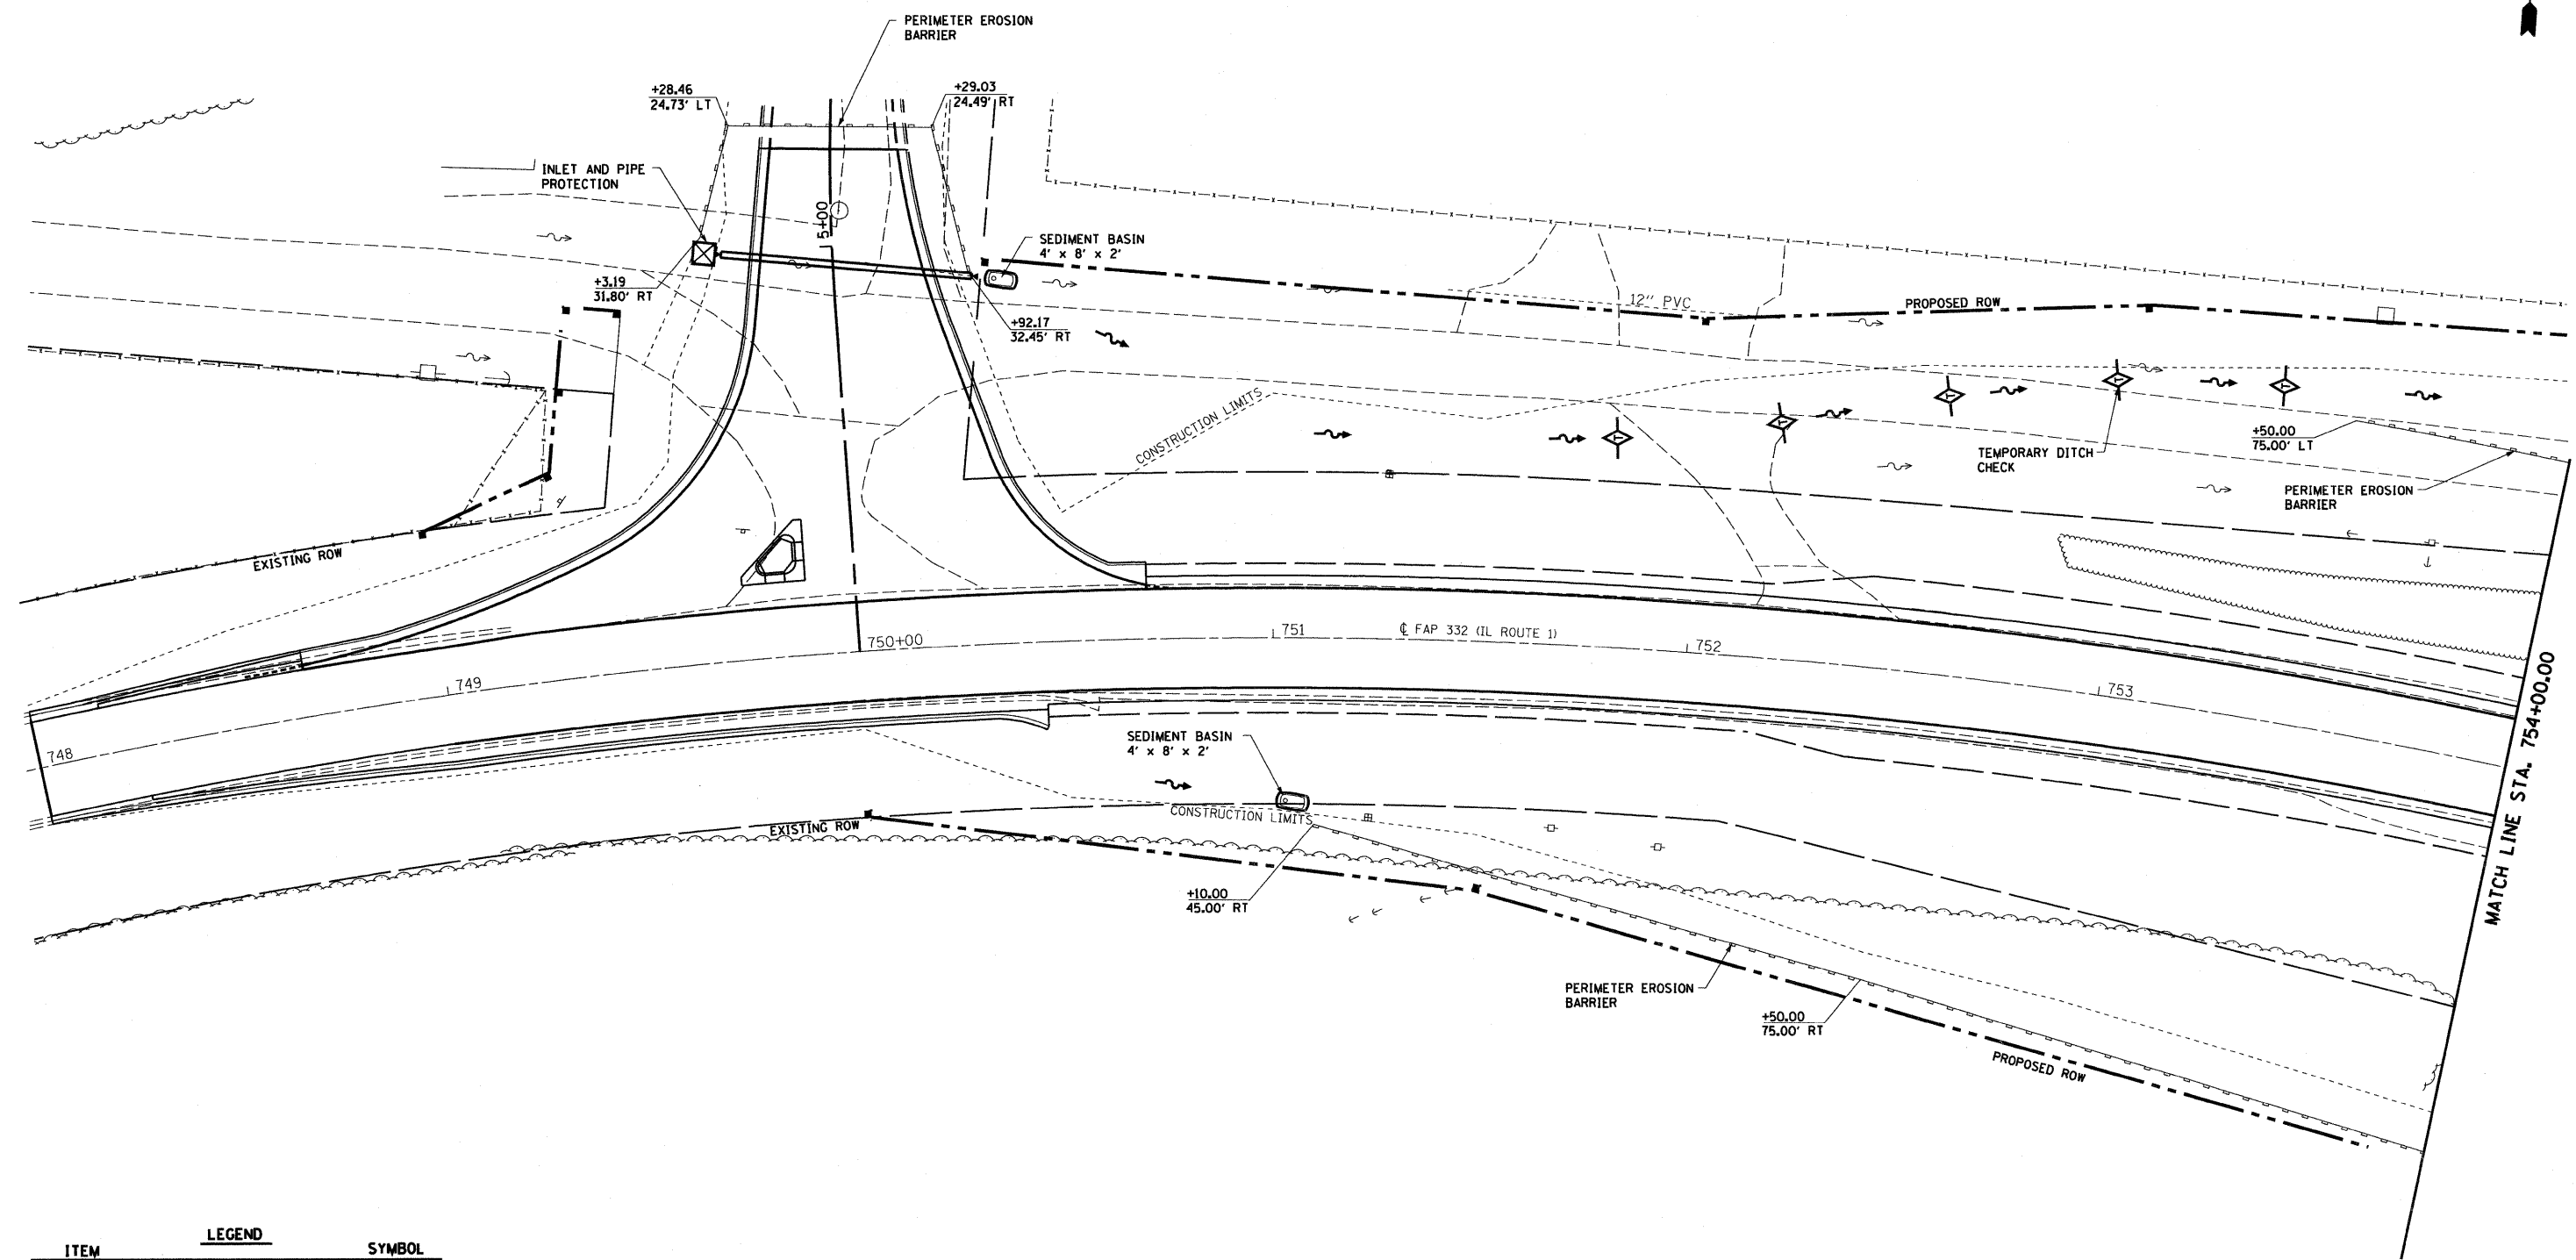 PERIMETER EROSION
BARRIER
+28.46
24.73' LT
+29.03
24.49' RT
INLET AND PIPE
PROTECTION
5+00
SEDIMENT BASIN
4' x 8' x 2'
+3.19
31.80' RT
+92.17
32.45' RT
12" PVC
PROPOSED ROW
CONSTRUCTION LIMITS
T
T
T
T
T
TEMPORARY DITCH
CHECK
+50.00
75.00' LT
PERIMETER EROSION
BARRIER
EXISTING ROW
750+00
751
℄ FAP 332 (IL ROUTE 1)
752
749
753
748
MATCH LINE STA. 754+00.00
SEDIMENT BASIN
4' x 8' x 2'
CONSTRUCTION LIMITS
EXISTING ROW
+10.00
45.00' RT
PERIMETER EROSION
BARRIER
+50.00
75.00' RT
PROPOSED ROW
LEGEND
ITEM SYMBOL